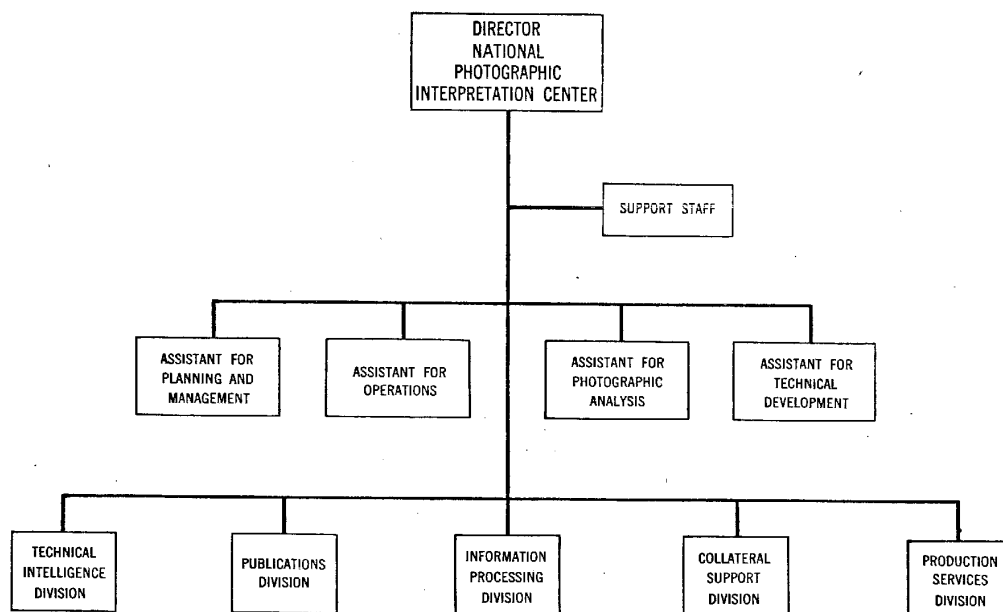 DIRECTOR
NATIONAL
PHOTOGRAPHIC
INTERPRETATION CENTER
SUPPORT STAFF
ASSISTANT FOR
PLANNING AND
MANAGEMENT
ASSISTANT FOR
OPERATIONS
ASSISTANT FOR
PHOTOGRAPHIC
ANALYSIS
ASSISTANT FOR
TECHNICAL
DEVELOPMENT
TECHNICAL
INTELLIGENCE
DIVISION
PUBLICATIONS
DIVISION
INFORMATION
PROCESSING
DIVISION
COLLATERAL
SUPPORT
DIVISION
PRODUCTION
SERVICES
DIVISION